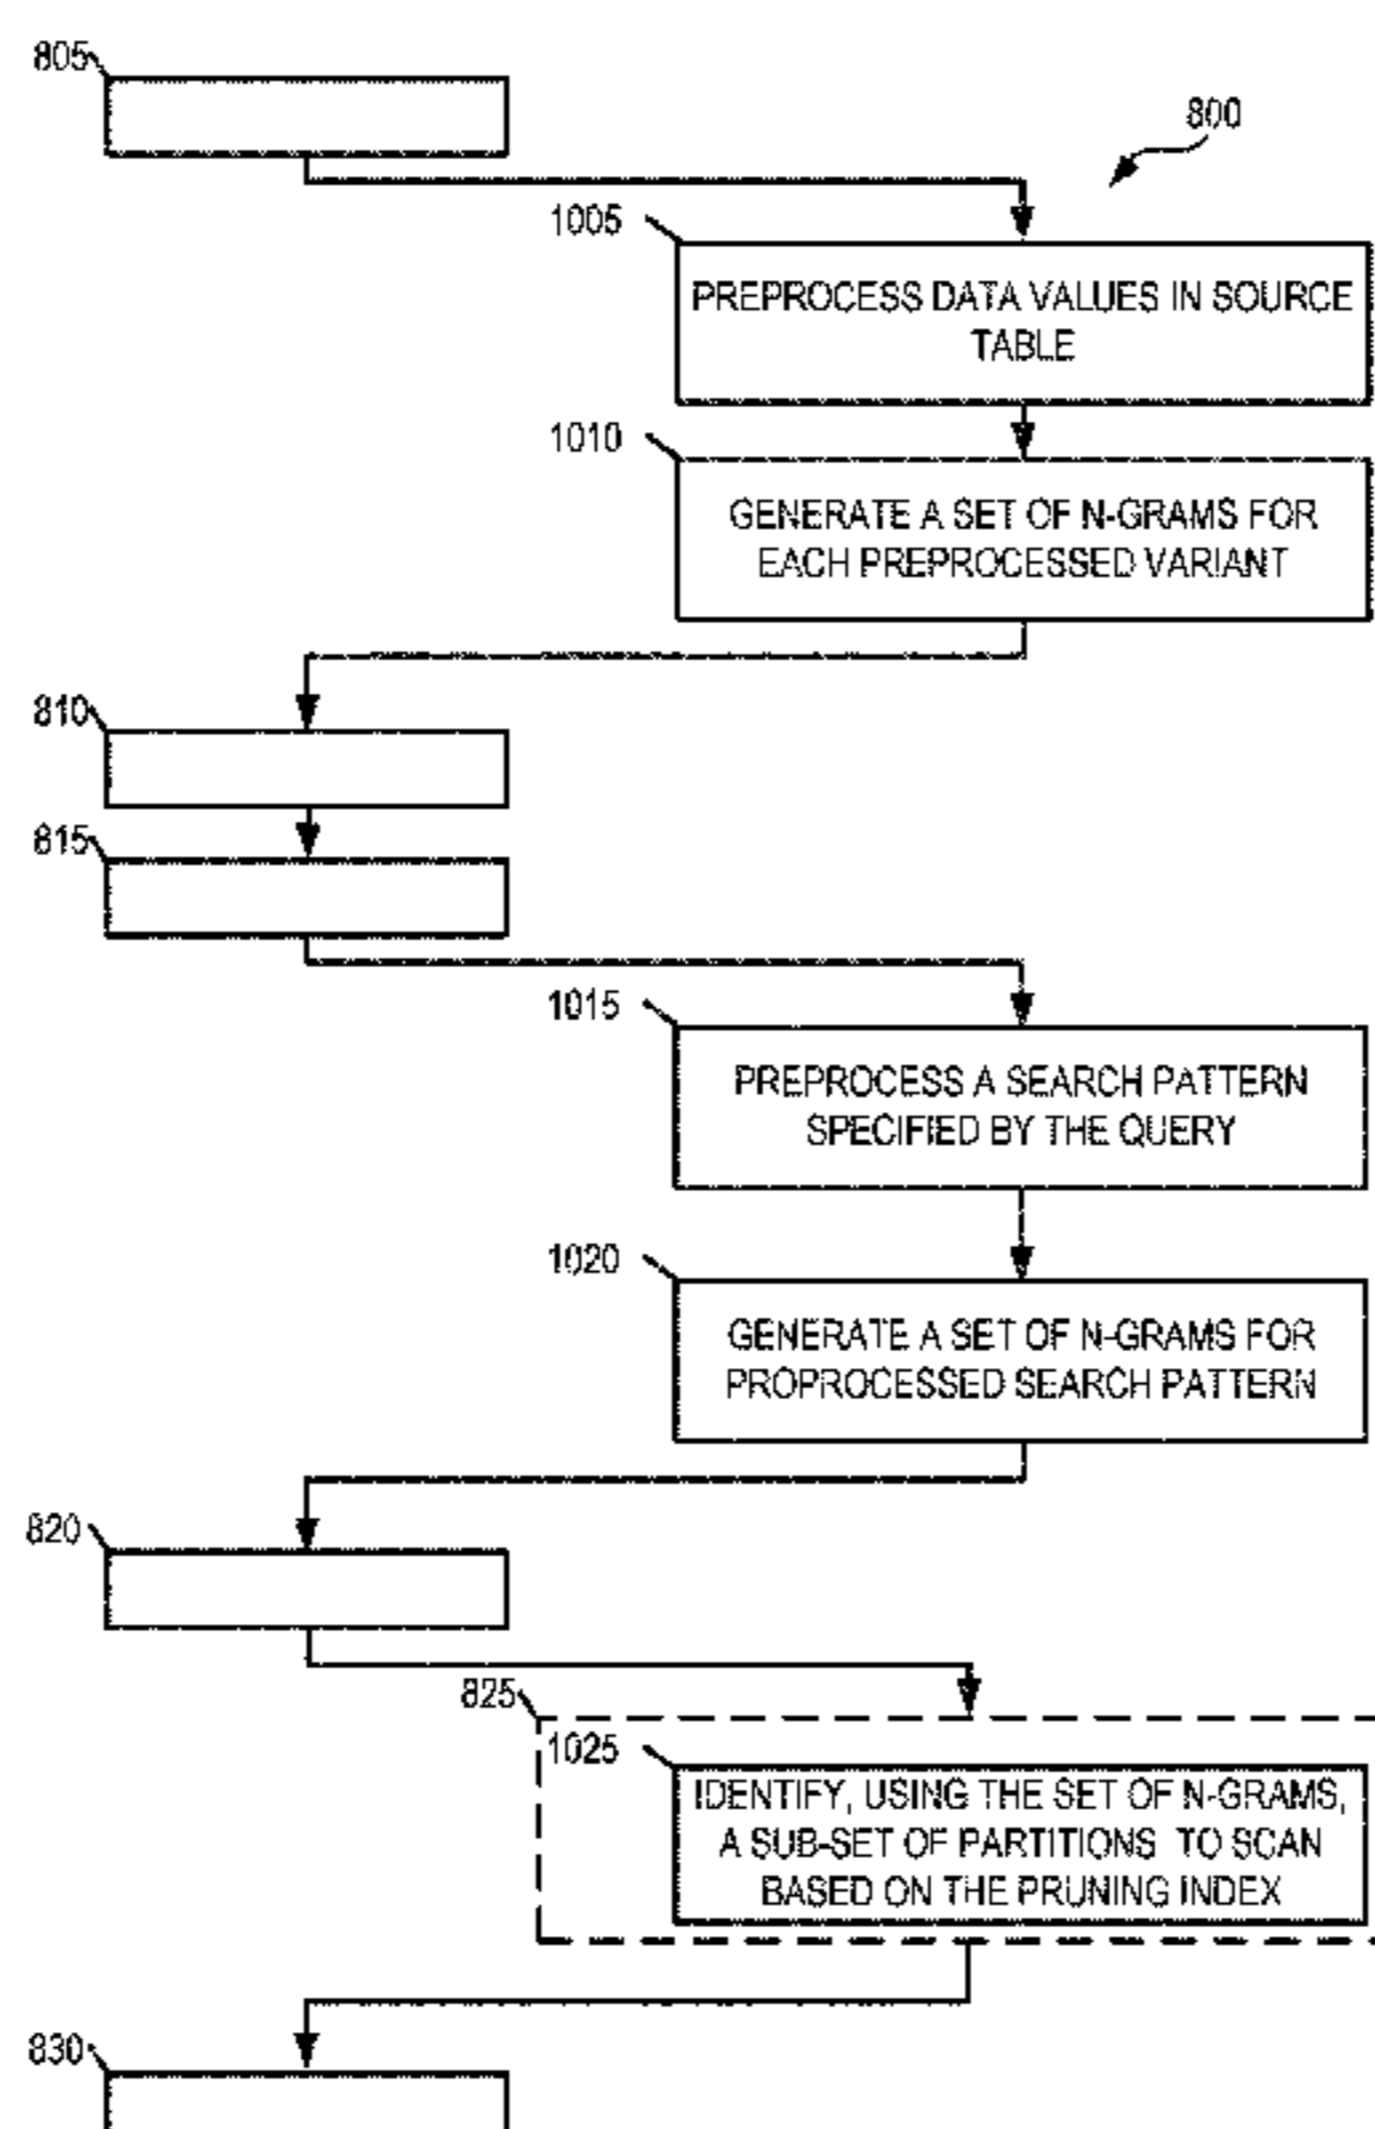 805
800
1005
PREPROCESS DATA VALUES IN SOURCE
TABLE
1010
GENERATE A SET OF N-GRAMS FOR
EACH PREPROCESSED VARIANT
810
815
1015
PREPROCESS A SEARCH PATTERN
SPECIFIED BY THE QUERY
1020
GENERATE A SET OF N-GRAMS FOR
PROPROCESSED SEARCH PATTERN
820
825
1025
IDENTIFY, USING THE SET OF N-GRAMS,
A SUB-SET OF PARTITIONS TO SCAN
BASED ON THE PRUNING INDEX
830